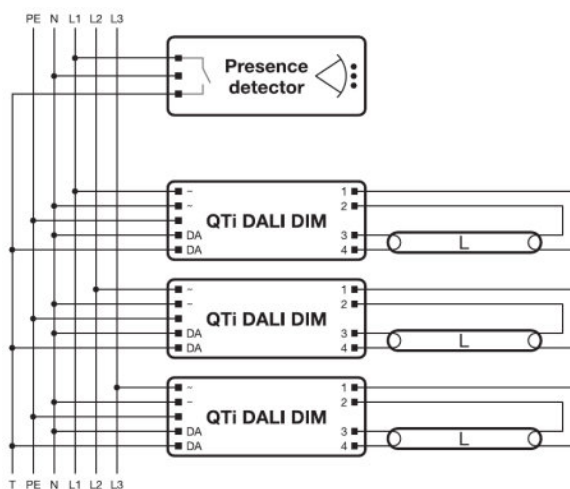 PE N L1 L2 L3
Presence
detector
~ 1
~ QTi DALI DIM 2
DA 3 L
DA 4
~ 1
~ QTi DALI DIM 2
DA 3 L
DA 4
~ 1
~ QTi DALI DIM 2
DA 3 L
DA 4
T PE N L1 L2 L3